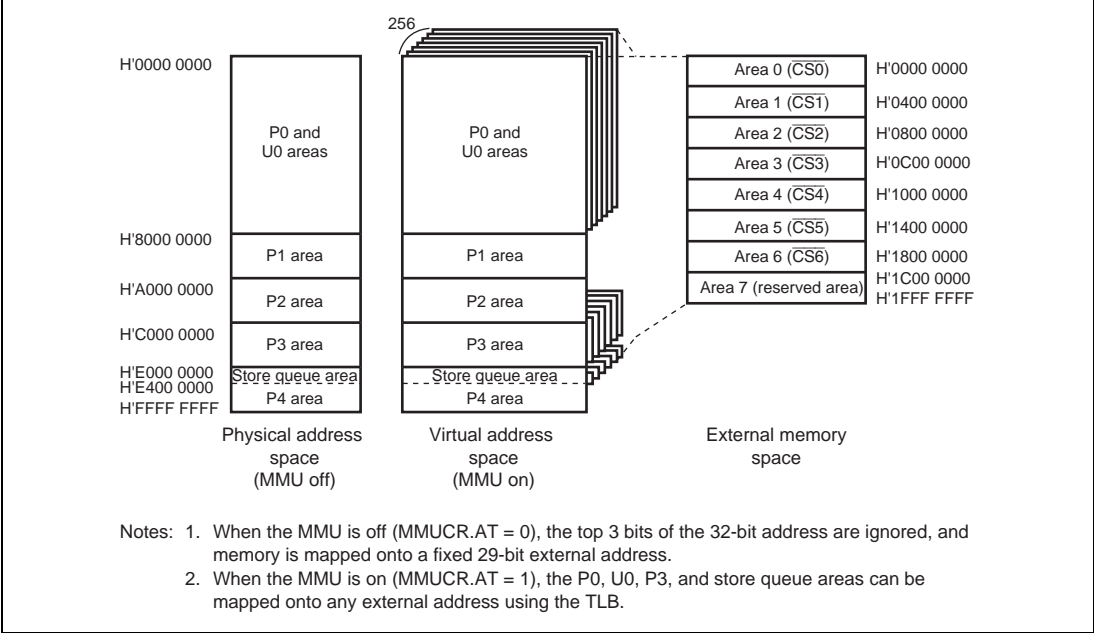 256
H'0000 0000
P0 and
U0 areas
H'8000 0000
P1 area
H'A000 0000
P2 area
H'C000 0000
P3 area
H'E000 0000
Store queue area
H'E400 0000
P4 area
H'FFFF FFFF
Physical address
space
(MMU off)
P0 and
U0 areas
P1 area
P2 area
P3 area
Store queue area
P4 area
Virtual address
space
(MMU on)
Area 0 (C̅S̅0̅) H'0000 0000
Area 1 (C̅S̅1̅) H'0400 0000
Area 2 (C̅S̅2̅) H'0800 0000
Area 3 (C̅S̅3̅) H'0C00 0000
Area 4 (C̅S̅4̅) H'1000 0000
Area 5 (C̅S̅5̅) H'1400 0000
Area 6 (C̅S̅6̅) H'1800 0000
Area 7 (reserved area) H'1C00 0000
H'1FFF FFFF
External memory
space
Notes: 1. When the MMU is off (MMUCR.AT = 0), the top 3 bits of the 32-bit address are ignored, and
memory is mapped onto a fixed 29-bit external address.
2. When the MMU is on (MMUCR.AT = 1), the P0, U0, P3, and store queue areas can be
mapped onto any external address using the TLB.